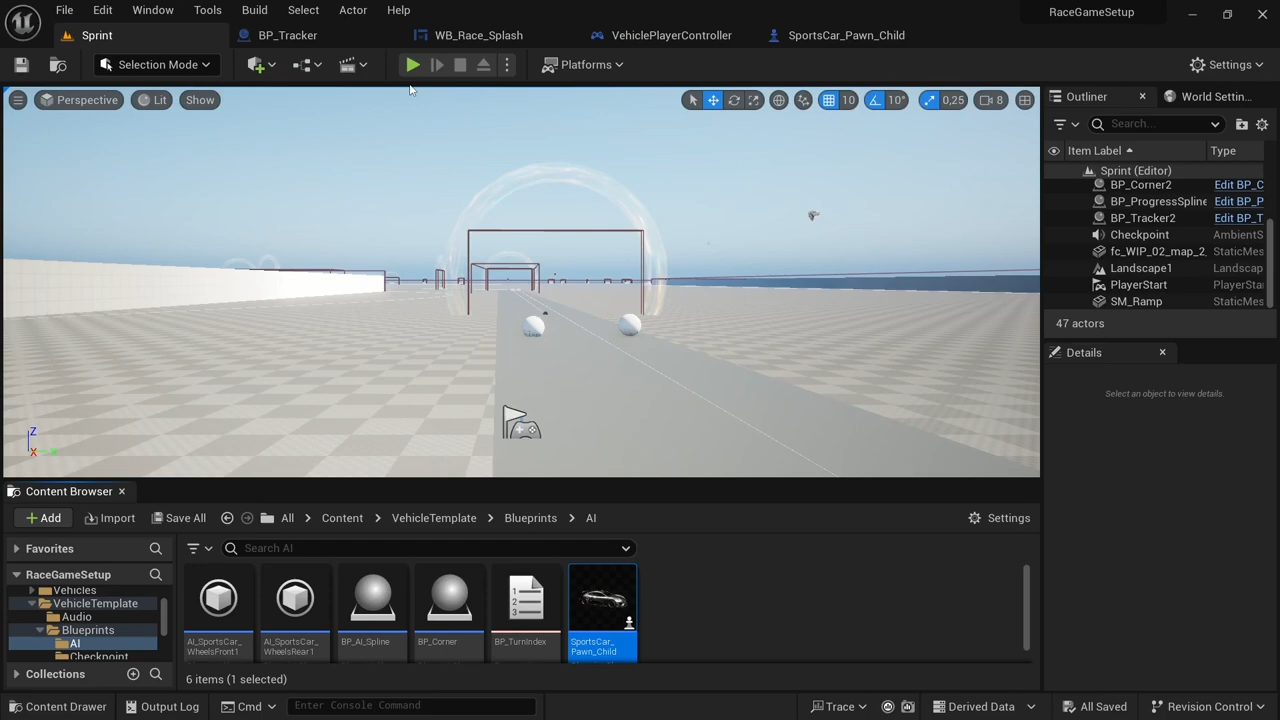 File Edit Window Tools Build Select Actor Help
RaceGameSetup
Sprint
BP_Tracker
WB_Race_Splash
VehiclePlayerController
SportsCar_Pawn_Child
Selection Mode
Platforms
Settings
Perspective
Lit
Show
10
10°
0,25
8
Outliner
World Settin...
Search...
Item Label
Type
Sprint (Editor)
BP_Corner2 Edit BP_C
BP_ProgressSpline Edit BP_P
BP_Tracker2 Edit BP_T
Checkpoint AmbientS
fc_WIP_02_map_2_ StaticMes
Landscape1 Landscap
PlayerStart PlayerSta
SM_Ramp StaticMes
47 actors
Details
Select an object to view details.
Z
X
Content Browser
Add
Import
Save All
All
Content
VehicleTemplate
Blueprints
AI
Settings
Favorites
Search AI
RaceGameSetup
Vehicles
VehicleTemplate
Audio
Blueprints
AI
Checkpoint
Collections
AI_SportsCar_
WheelsFront1
AI_SportsCar_
WheelsRear1
BP_AI_Spline
BP_Corner
BP_TurnIndex
SportsCar_
Pawn_Child
6 items (1 selected)
Content Drawer
Output Log
Cmd
Enter Console Command
Trace
Derived Data
All Saved
Revision Control